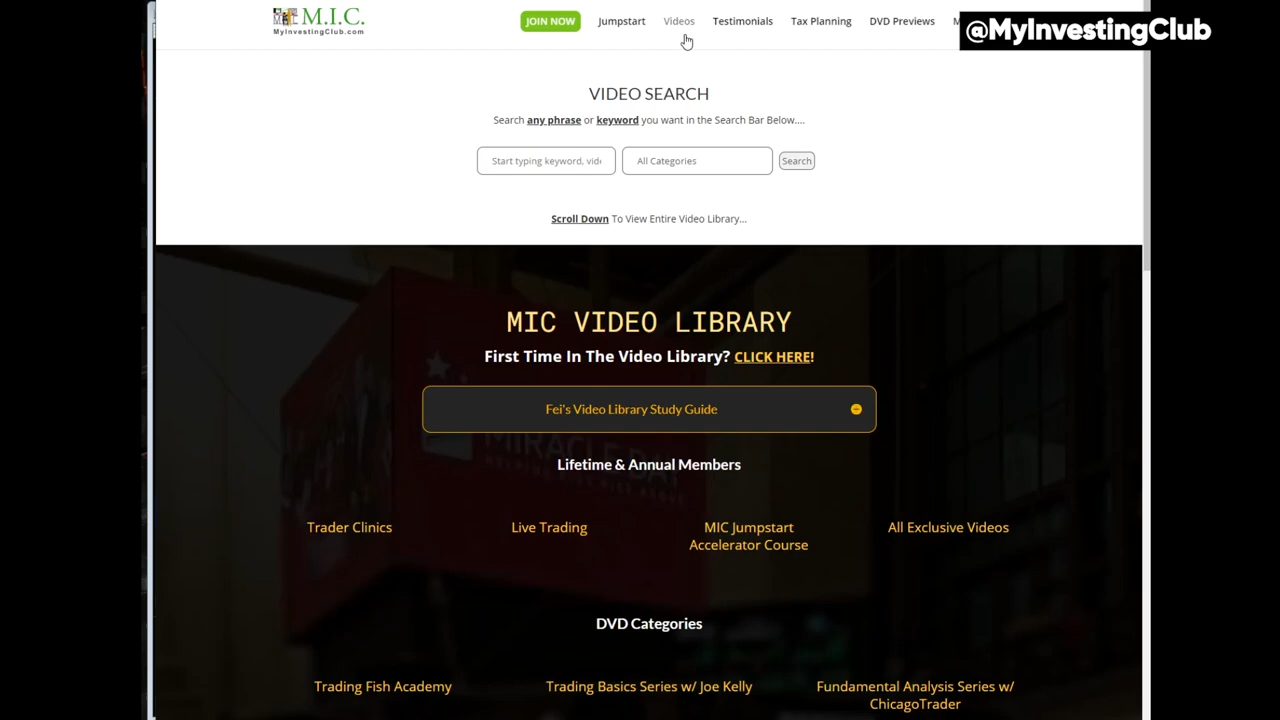 M.I.C.
MyInvestingClub.com
JOIN NOW Jumpstart Videos Testimonials Tax Planning DVD Previews M
@MyInvestingClub
VIDEO SEARCH
Search any phrase or keyword you want in the Search Bar Below....
Start typing keyword, vide All Categories Search
Scroll Down To View Entire Video Library...
MIC VIDEO LIBRARY
First Time In The Video Library? CLICK HERE!
Fei's Video Library Study Guide
MIRACLE DAY
Lifetime & Annual Members
Trader Clinics Live Trading MIC Jumpstart All Exclusive Videos
Accelerator Course
DVD Categories
Trading Fish Academy Trading Basics Series w/ Joe Kelly Fundamental Analysis Series w/
ChicagoTrader